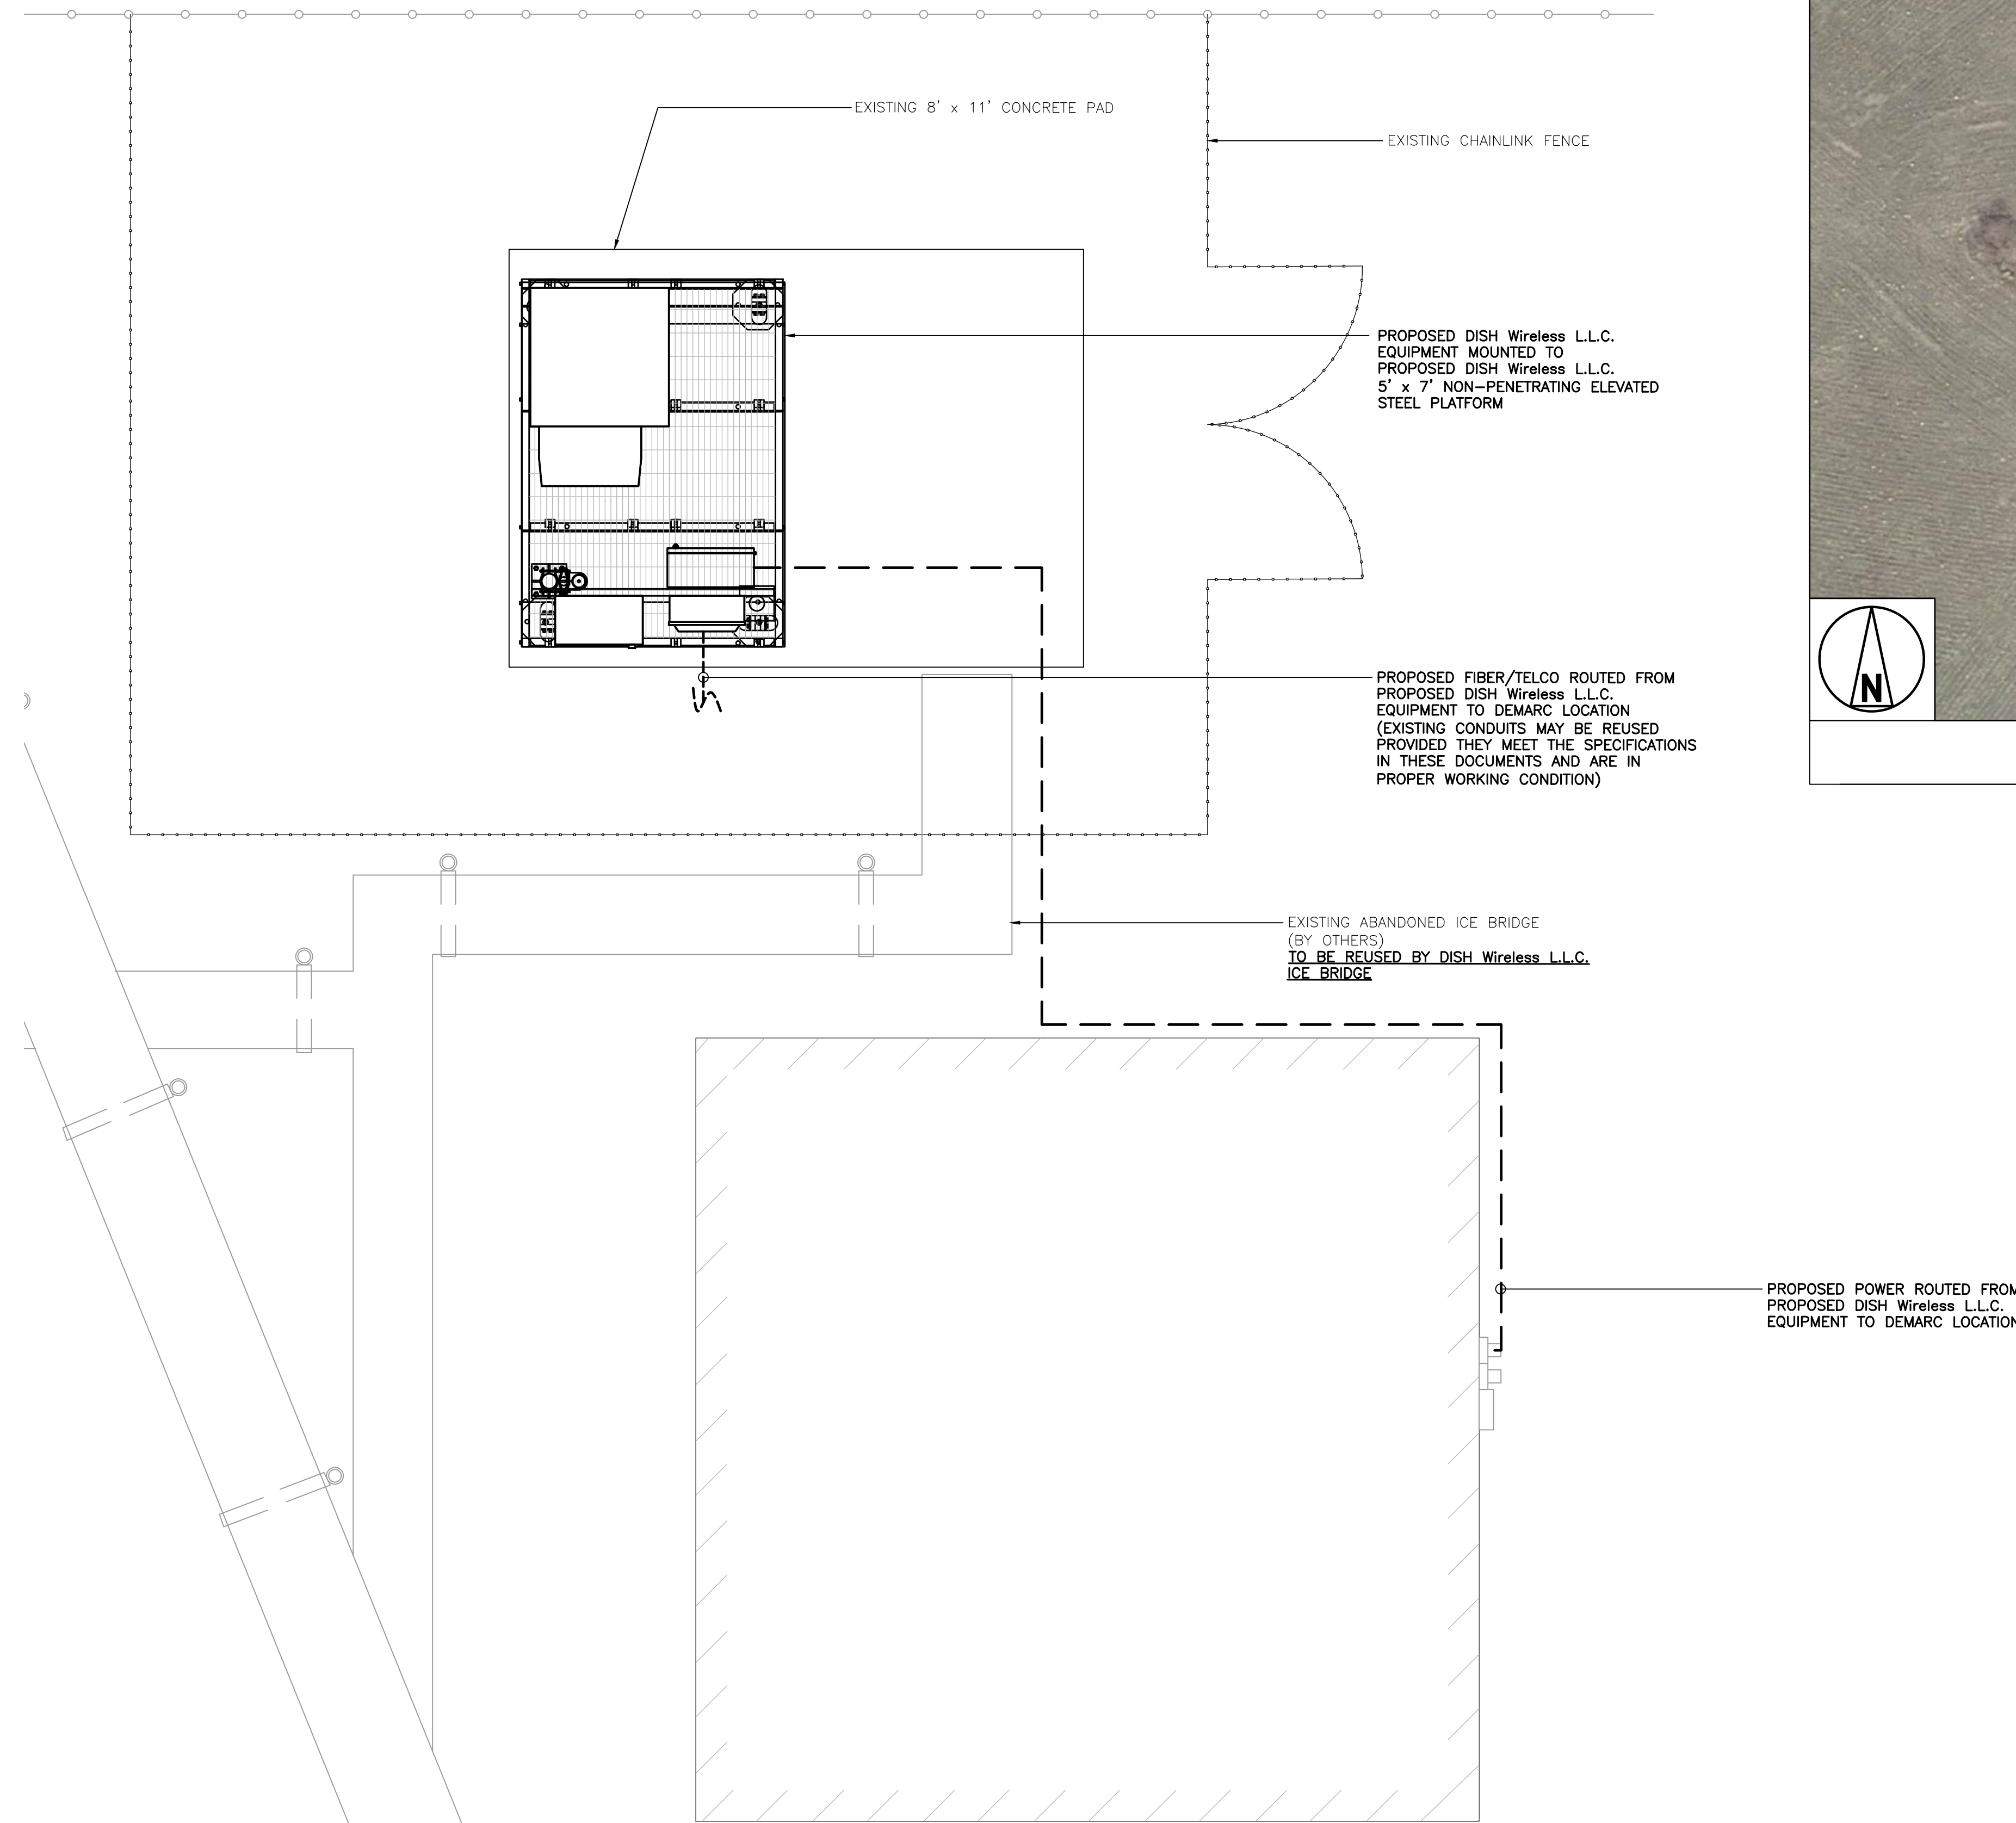 EXISTING 8' x 11' CONCRETE PAD
EXISTING CHAINLINK FENCE
PROPOSED DISH Wireless L.L.C.
EQUIPMENT MOUNTED TO
PROPOSED DISH Wireless L.L.C.
5' x 7' NON-PENETRATING ELEVATED
STEEL PLATFORM
N
PROPOSED FIBER/TELCO ROUTED FROM
PROPOSED DISH Wireless L.L.C.
EQUIPMENT TO DEMARC LOCATION
(EXISTING CONDUITS MAY BE REUSED
PROVIDED THEY MEET THE SPECIFICATIONS
IN THESE DOCUMENTS AND ARE IN
PROPER WORKING CONDITION)
EXISTING ABANDONED ICE BRIDGE
(BY OTHERS)
TO BE REUSED BY DISH Wireless L.L.C.
ICE BRIDGE
PROPOSED POWER ROUTED FROM
PROPOSED DISH Wireless L.L.C.
EQUIPMENT TO DEMARC LOCATION